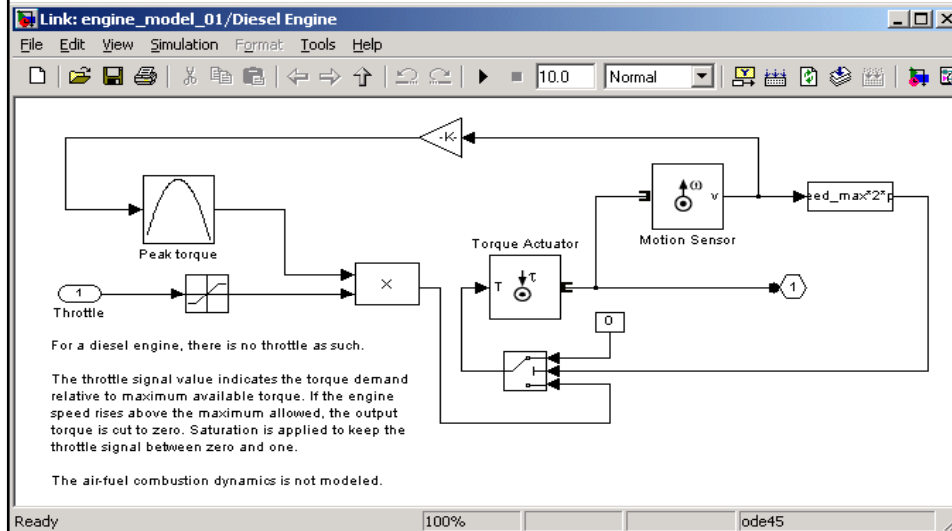 Link: engine_model_01/Diesel Engine
File Edit View Simulation Format Tools Help
10.0 Normal
-K-
Peak torque
1
Throttle
×
Torque Actuator
T τ
ω v
Motion Sensor
eed_max*2*p
1
0
For a diesel engine, there is no throttle as such.
The throttle signal value indicates the torque demand
relative to maximum available torque. If the engine
speed rises above the maximum allowed, the output
torque is cut to zero. Saturation is applied to keep the
throttle signal between zero and one.
The air-fuel combustion dynamics is not modeled.
Ready 100% ode45